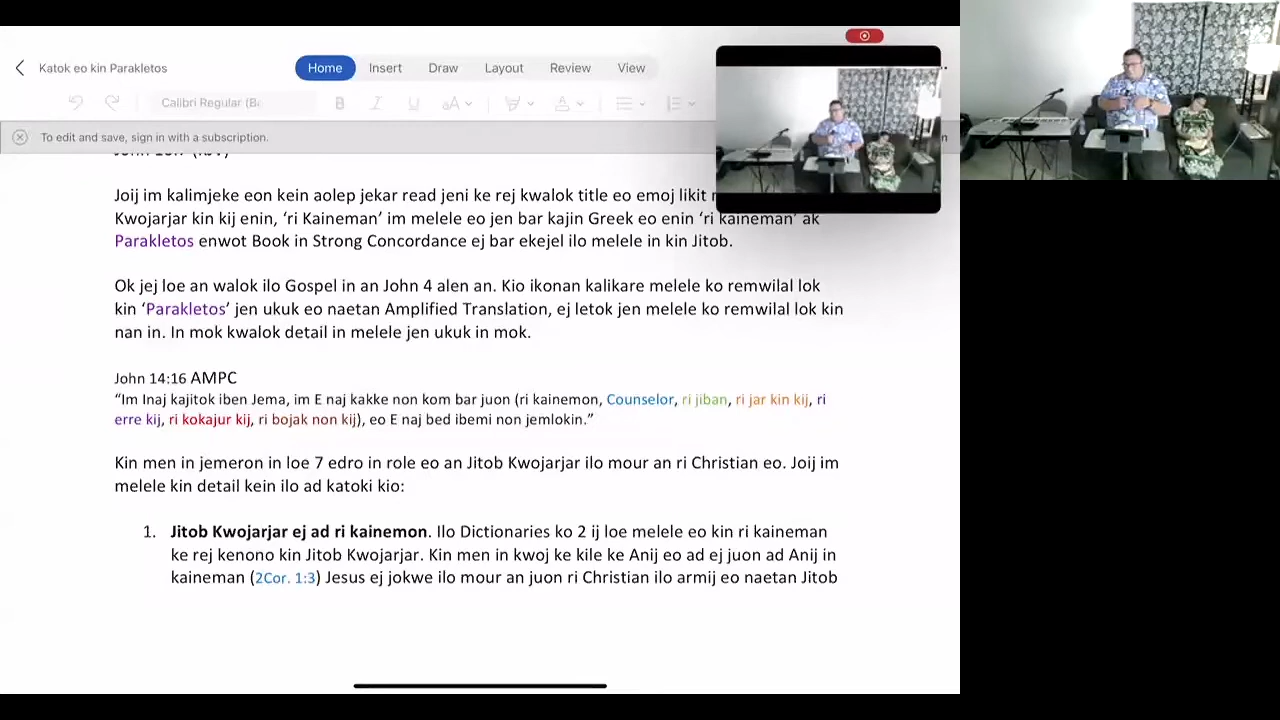 Katok eo kin Parakletos
Home Insert Draw Layout Review View
Calibri Regular (B
B I U A
To edit and save, sign in with a subscription.
Joij im kalimjeke eon kein aolep jekar read jeni ke rej kwalok title eo emoj likit
Kwojarjar kin kij enin, ‘ri Kaineman’ im melele eo jen bar kajin Greek eo enin ‘ri kaineman’ ak
Parakletos enwot Book in Strong Concordance ej bar ekejel ilo melele in kin Jitob.
Ok jej loe an walok ilo Gospel in an John 4 alen an. Kio ikonan kalikare melele ko remwilal lok
kin ‘Parakletos’ jen ukuk eo naetan Amplified Translation, ej letok jen melele ko remwilal lok kin
nan in. In mok kwalok detail in melele jen ukuk in mok.
John 14:16 AMPC
“Im Inaj kajitok iben Jema, im E naj kakke non kom bar juon (ri kainemon, Counselor, ri jiban, ri jar kin kij, ri
erre kij, ri kokajur kij, ri bojak non kij), eo E naj bed ibemi non jemlokin.”
Kin men in jemeron in loe 7 edro in role eo an Jitob Kwojarjar ilo mour an ri Christian eo. Joij im
melele kin detail kein ilo ad katoki kio:
1. Jitob Kwojarjar ej ad ri kainemon. Ilo Dictionaries ko 2 ij loe melele eo kin ri kaineman
ke rej kenono kin Jitob Kwojarjar. Kin men in kwoj ke kile ke Anij eo ad ej juon ad Anij in
kaineman (2Cor. 1:3) Jesus ej jokwe ilo mour an juon ri Christian ilo armij eo naetan Jitob